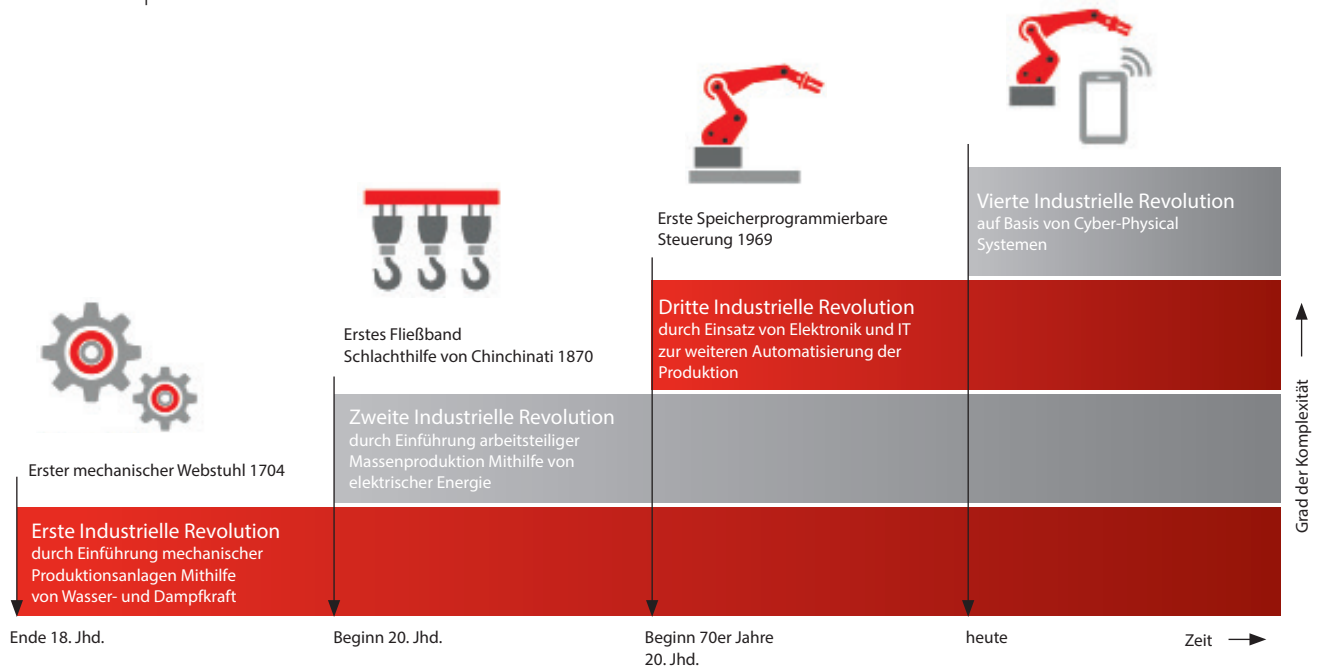 Erster mechanischer Webstuhl 1704
Erste Industrielle Revolution
durch Einführung mechanischer
Produktionsanlagen Mithilfe
von Wasser- und Dampfkraft
Ende 18. Jhd.
Erstes Fließband
Schlachthilfe von Chinchinati 1870
Zweite Industrielle Revolution
durch Einführung arbeitsteiliger
Massenproduktion Mithilfe von
elektrischer Energie
Beginn 20. Jhd.
Erste Speicherprogrammierbare
Steuerung 1969
Dritte Industrielle Revolution
durch Einsatz von Elektronik und IT
zur weiteren Automatisierung der
Produktion
Beginn 70er Jahre
20. Jhd.
Vierte Industrielle Revolution
auf Basis von Cyber-Physical
Systemen
heute
Zeit
Grad der Komplexität